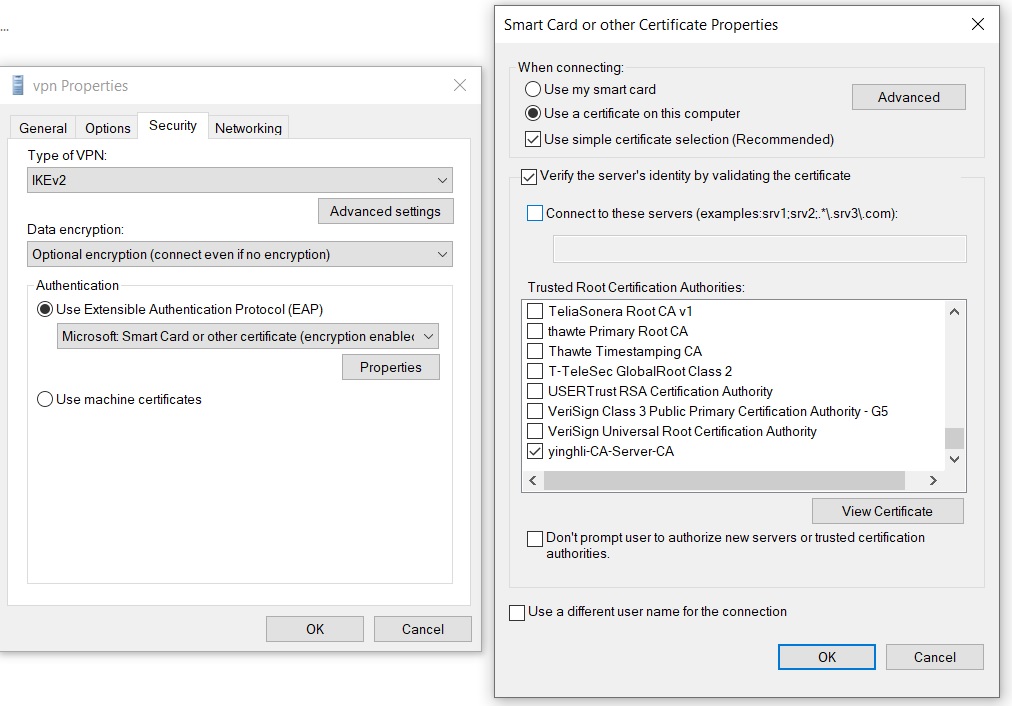 ...
vpn Properties
General Options Security Networking
Type of VPN:
IKEv2
Advanced settings
Data encryption:
Optional encryption (connect even if no encryption)
Authentication
Use Extensible Authentication Protocol (EAP)
Microsoft: Smart Card or other certificate (encryption enablec
Properties
Use machine certificates
OK Cancel
Smart Card or other Certificate Properties
When connecting:
Use my smart card
Advanced
Use a certificate on this computer
Use simple certificate selection (Recommended)
Verify the server's identity by validating the certificate
Connect to these servers (examples:srv1;srv2;.*\.srv3\.com):
Trusted Root Certification Authorities:
TeliaSonera Root CA v1
thawte Primary Root CA
Thawte Timestamping CA
T-TeleSec GlobalRoot Class 2
USERTrust RSA Certification Authority
VeriSign Class 3 Public Primary Certification Authority - G5
VeriSign Universal Root Certification Authority
yinghli-CA-Server-CA
View Certificate
Don't prompt user to authorize new servers or trusted certification
authorities.
Use a different user name for the connection
OK Cancel